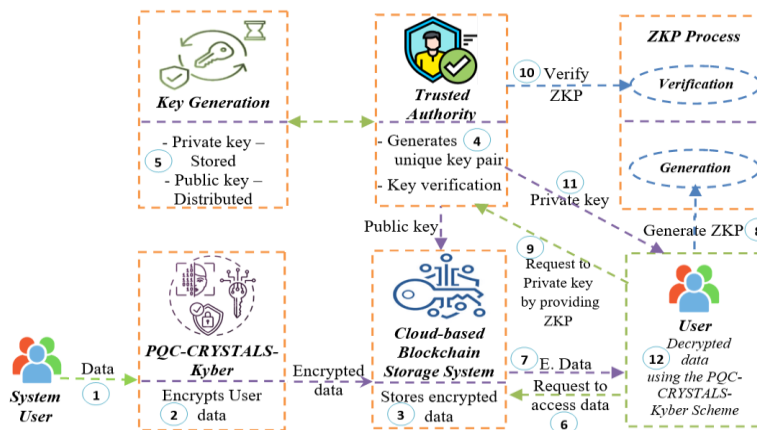 Key Generation
- Private key –
5
Stored
- Public key –
Distributed
Trusted
Authority
- Generates 4
unique key pair
- Key verification
10 Verify
ZKP
ZKP Process
Verification
Generation
11
Private key
Public key
Generate ZKP 8
9
Request to
Private key
by providing
ZKP
System
User
Data
1
PQC-CRYSTALS-
Kyber
Encrypts User
2 data
Encrypted
data
Cloud-based
Blockchain
Storage System
Stores encrypted
3 data
7 E. Data
Request to
access data
6
User
12 Decrypted
data
using the PQC-
CRYSTALS-
Kyber Scheme